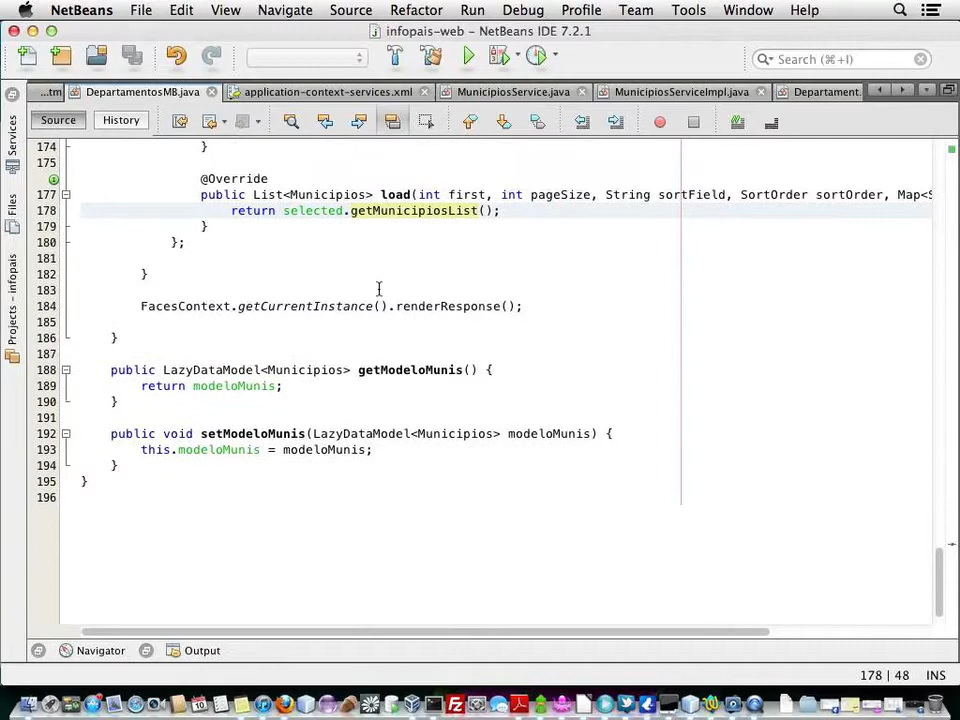 NetBeans File Edit View Navigate Source Refactor Run Debug Profile Team Tools Window Help
infopais-web - NetBeans IDE 7.2.1
Search (⌘+I)
...tm DepartamentosMB.java application-context-services.xml MunicipiosService.java MunicipiosServiceImpl.java Departament.
Source History
Services
Files
Projects - infopais
174 }
175
@Override
177 public List<Municipios> load(int first, int pageSize, String sortField, SortOrder sortOrder, Map<S
178 return selected.getMunicipiosList();
179 }
180 };
181
182 }
183
184 FacesContext.getCurrentInstance().renderResponse();
185
186 }
187
188 public LazyDataModel<Municipios> getModeloMunis() {
189 return modeloMunis;
190 }
191
192 public void setModeloMunis(LazyDataModel<Municipios> modeloMunis) {
193 this.modeloMunis = modeloMunis;
194 }
195 }
196
Navigator Output
178 | 48 INS